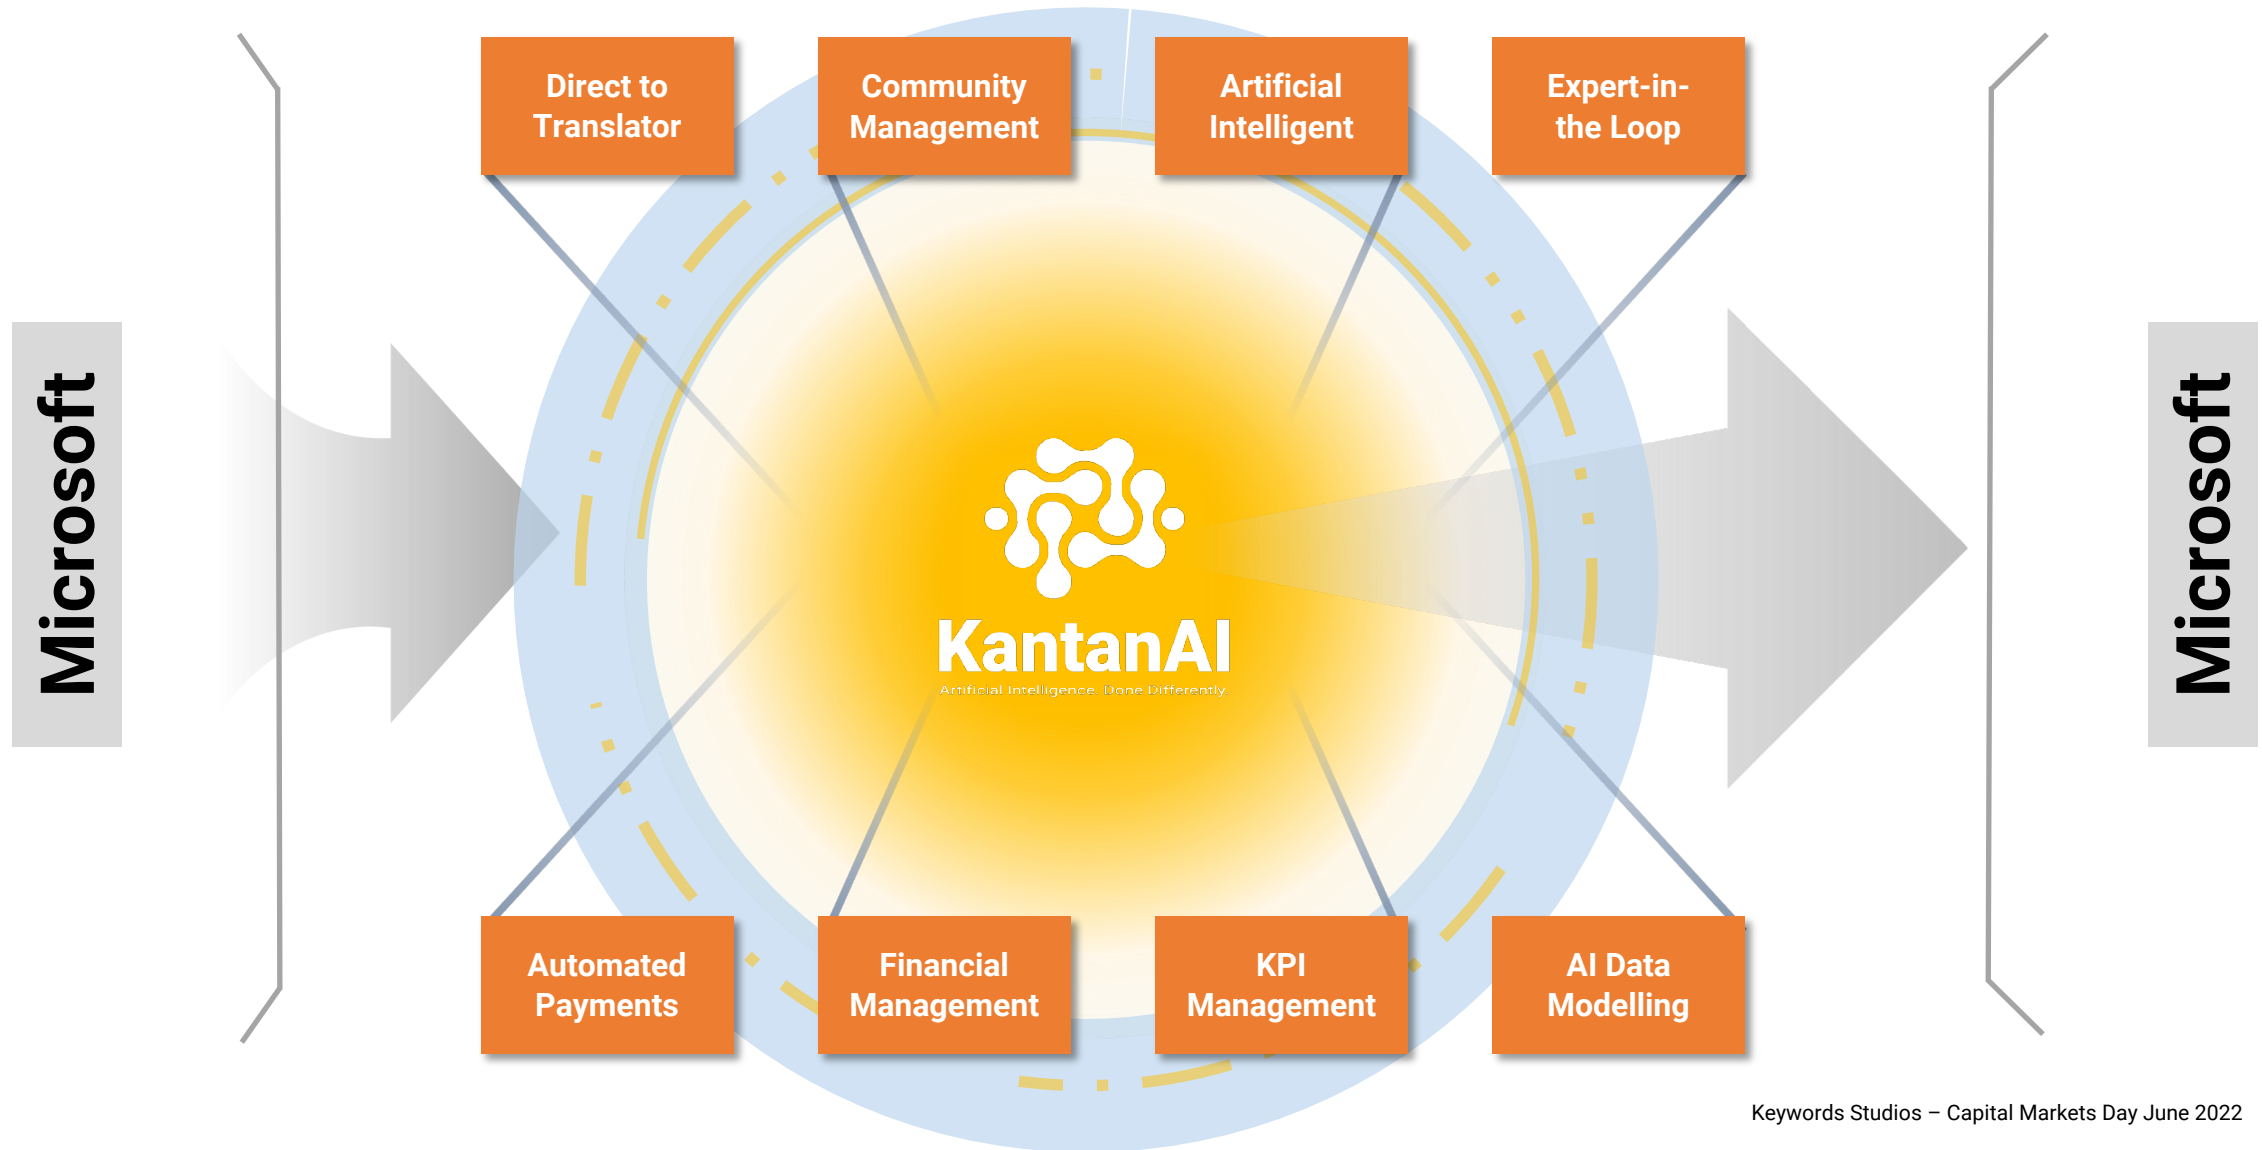 Direct to
Translator
Community
Management
Artificial
Intelligent
Expert-in-
the Loop
Microsoft
Microsoft
KantanAI
Artificial Intelligence. Done Differently
Automated
Payments
Financial
Management
KPI
Management
AI Data
Modelling
Keywords Studios – Capital Markets Day June 2022